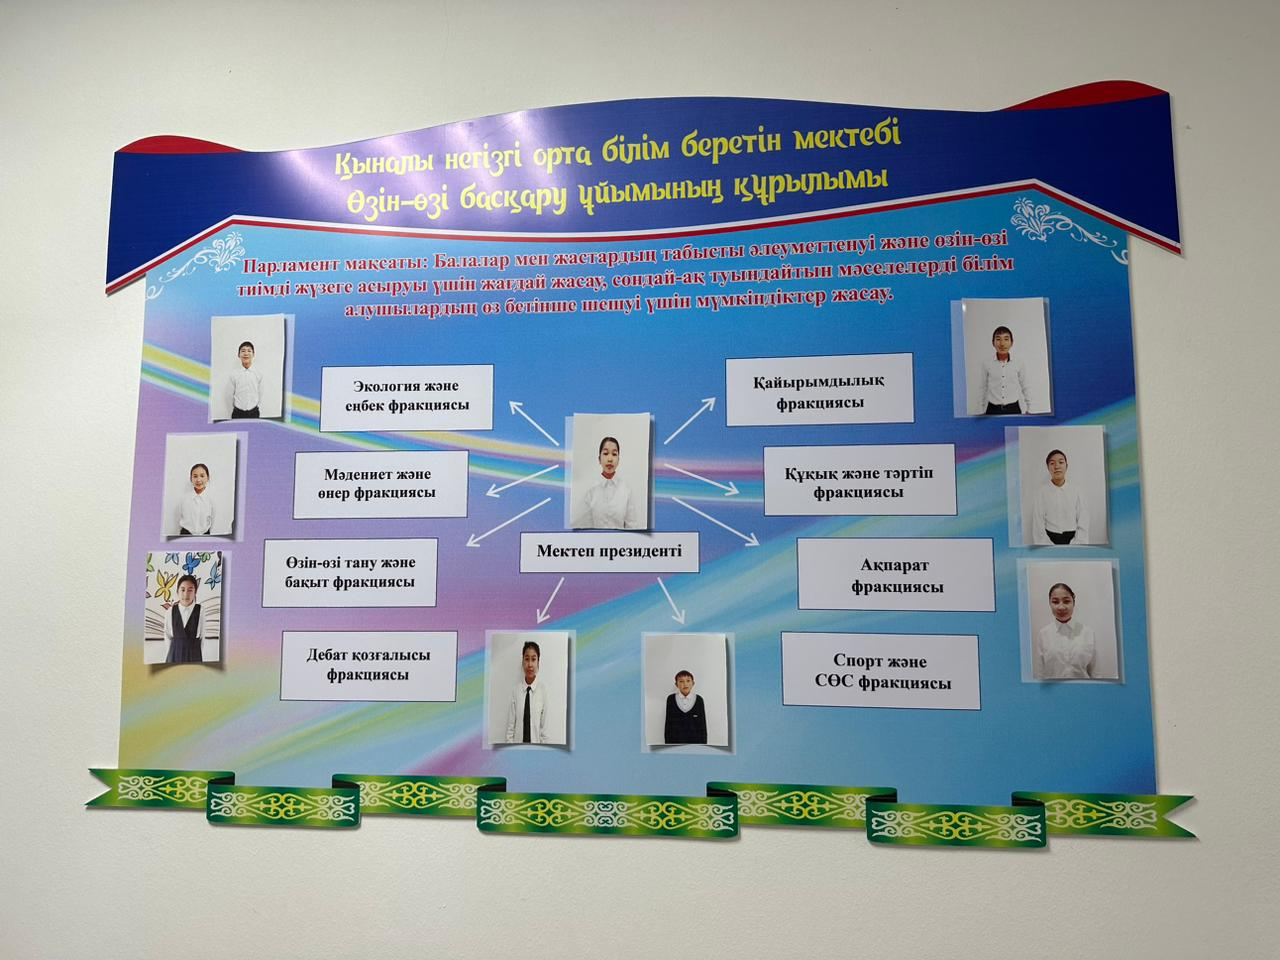 Қыналы негізгі орта білім беретін мектебі
Өзін-өзі басқару ұйымының құрылымы
Парламент мақсаты: Балалар мен жастардың табысты әлеуметтенуі және өзін-өзі
тиімді жүзеге асыруы үшін жағдай жасау, сондай-ақ туындайтын мәселелерді білім
алушылардың өз бетінше шешуі үшін мүмкіндіктер жасау.
Экология және
еңбек фракциясы
Қайырымдылық
фракциясы
Мәдениет және
өнер фракциясы
Құқық және тәртіп
фракциясы
Мектеп президенті
Өзін-өзі тану және
бақыт фракциясы
Ақпарат
фракциясы
Дебат қозғалысы
фракциясы
Спорт және
СӨС фракциясы